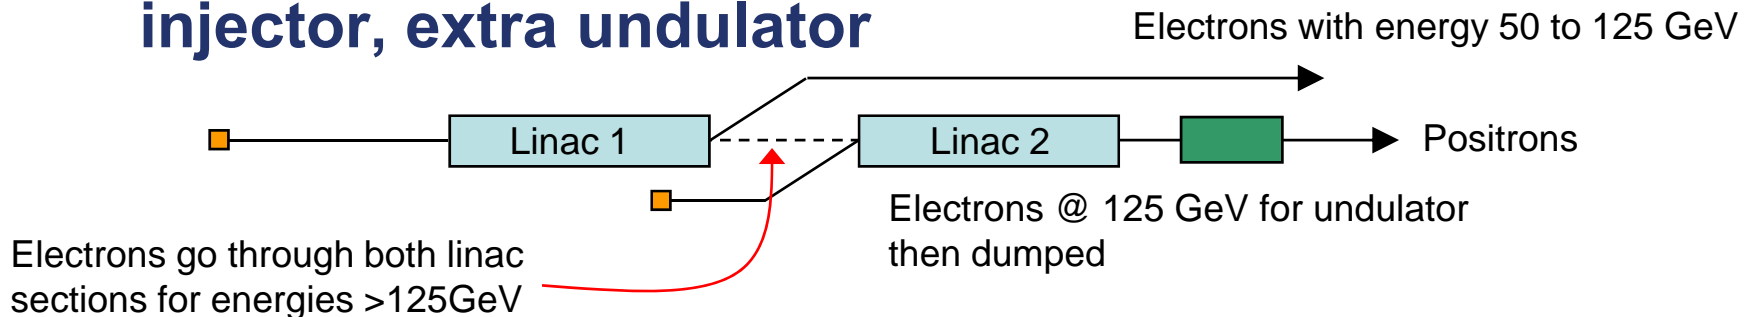 injector, extra undulator
Electrons with energy 50 to 125 GeV
Linac 1
Linac 2
Positrons
Electrons @ 125 GeV for undulator
then dumped
Electrons go through both linac
sections for energies >125GeV